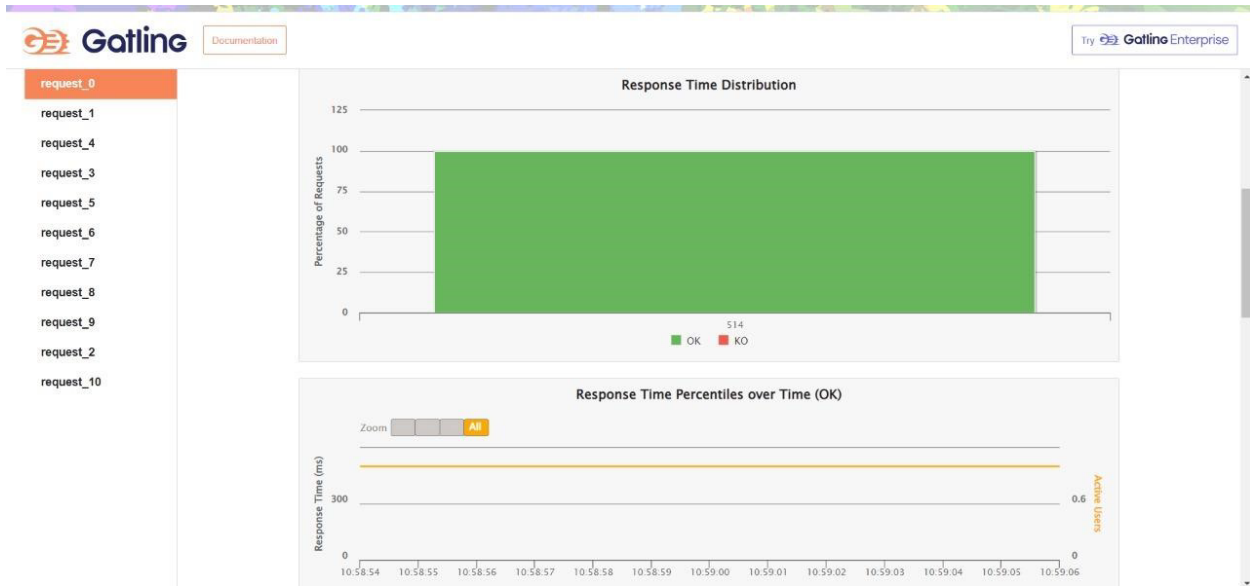 Gatling
Documentation
Try Gatling Enterprise
request_0
request_1
request_4
request_3
request_5
request_6
request_7
request_8
request_9
request_2
request_10
Response Time Distribution
Percentage of Requests
125
100
75
50
25
0
514
OK KO
Response Time Percentiles over Time (OK)
Zoom All
Response Time (ms)
300
0
Active Users
0.6
0
10:58:54 10:58:55 10:58:56 10:58:57 10:58:58 10:58:59 10:59:00 10:59:01 10:59:02 10:59:03 10:59:04 10:59:05 10:59:06